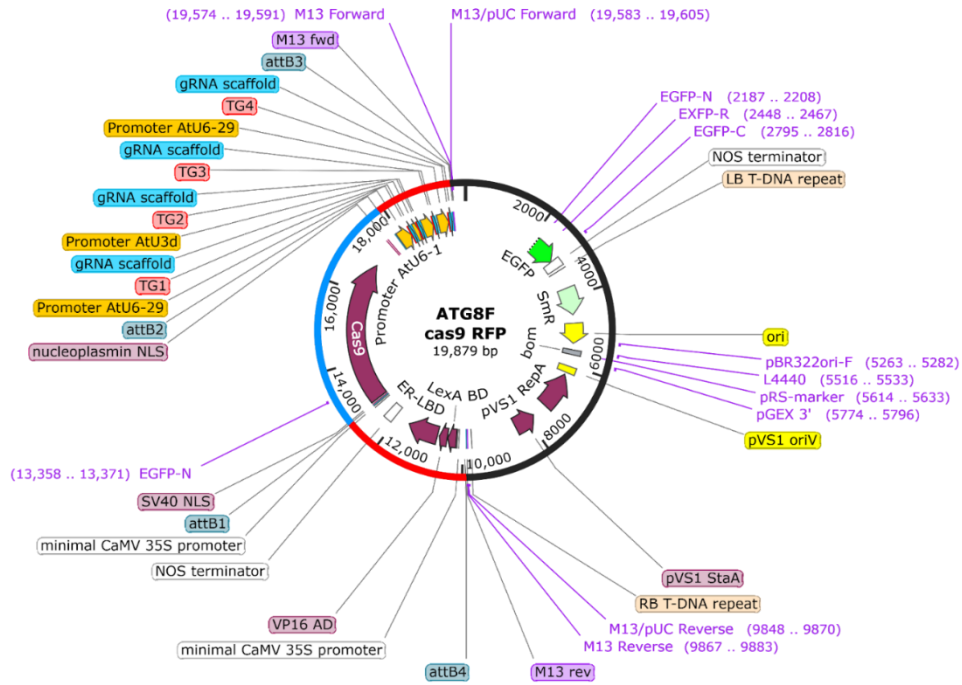 (19,574 .. 19,591) M13 Forward
M13/pUC Forward (19,583 .. 19,605)
M13 fwd
attB3
gRNA scaffold
TG4
Promoter AtU6-29
gRNA scaffold
TG3
gRNA scaffold
TG2
Promoter AtU3d
gRNA scaffold
TG1
Promoter AtU6-29
attB2
nucleoplasmin NLS
EGFP-N (2187 .. 2208)
EXFP-R (2448 .. 2467)
EGFP-C (2795 .. 2816)
NOS terminator
LB T-DNA repeat
2000
4000
6000
8000
10,000
12,000
14,000
16,000
18,000
EGFP
SmR
bom
pVS1 RepA
LexA BD
ER-LBD
Cas9
Promoter AtU6-1
ATG8F
cas9 RFP
19,879 bp
ori
pBR322ori-F (5263 .. 5282)
L4440 (5516 .. 5533)
pRS-marker (5614 .. 5633)
pGEX 3' (5774 .. 5796)
pVS1 oriV
(13,358 .. 13,371) EGFP-N
SV40 NLS
attB1
minimal CaMV 35S promoter
NOS terminator
VP16 AD
minimal CaMV 35S promoter
attB4
M13 rev
M13 Reverse (9867 .. 9883)
M13/pUC Reverse (9848 .. 9870)
RB T-DNA repeat
pVS1 StaA